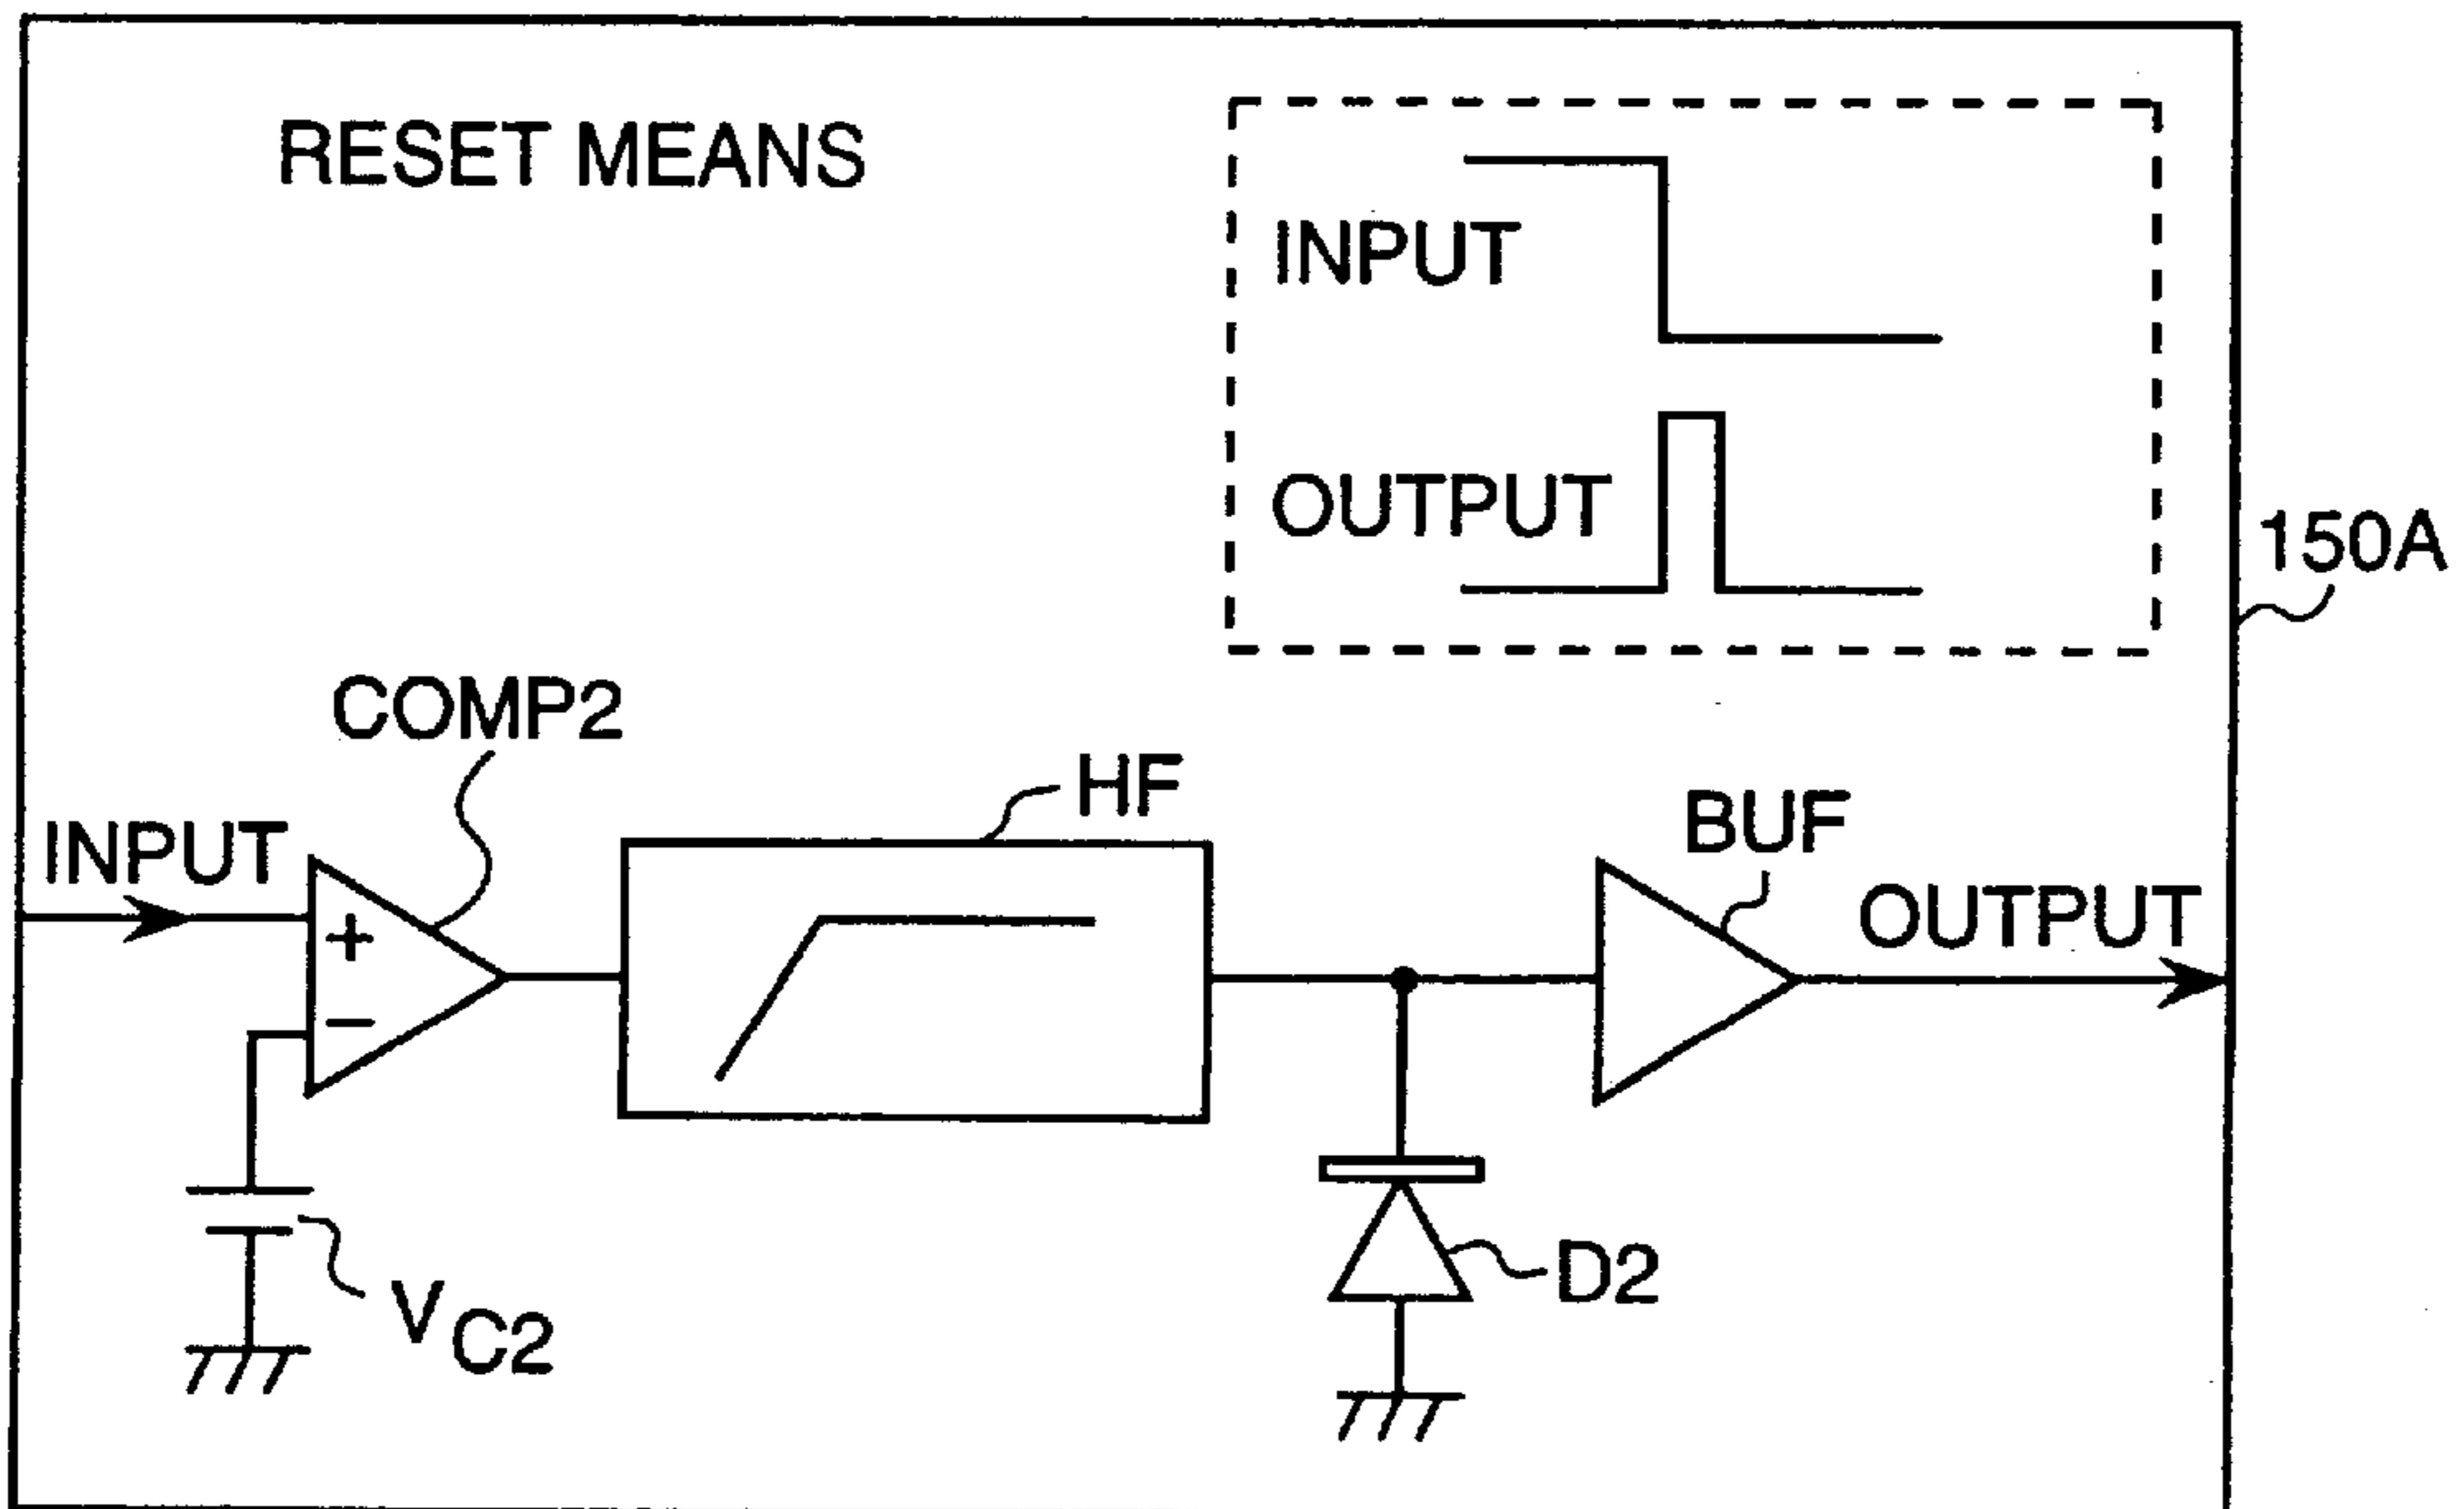 RESET MEANS
INPUT
OUTPUT
150A
COMP2
HF
BUF
INPUT
OUTPUT
+
−
D2
VC2